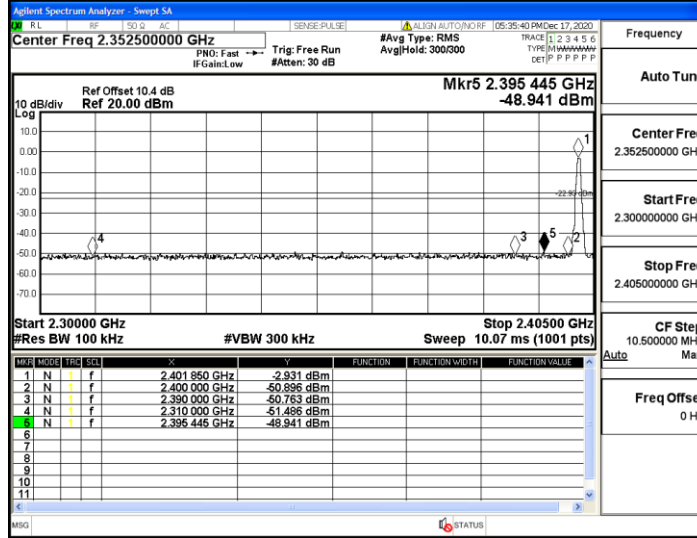 Agilent Spectrum Analyzer - Swept SA
RL RF 50 Ω AC SENSE:PULSE ALIGN AUTO/NO RF 05:35:40 PM Dec 17, 2020
Center Freq 2.352500000 GHz
PNO: Fast
IFGain:Low
Trig: Free Run
#Atten: 30 dB
#Avg Type: RMS
Avg|Hold: 300/300
TRACE 1 2 3 4 5 6
TYPE M W W W W W
DET P P P P P P
Ref Offset 10.4 dB
Ref 20.00 dBm
Mkr5 2.395 445 GHz
-48.941 dBm
10 dB/div
Log
10.0
0.00
-10.0
-20.0
-30.0
-40.0
-50.0
-60.0
-70.0
1
4
3
5
2
Start 2.30000 GHz
Stop 2.40500 GHz
#Res BW 100 kHz #VBW 300 kHz Sweep 10.07 ms (1001 pts)
MKR MODE TRC SCL X Y FUNCTION FUNCTION WIDTH FUNCTION VALUE
1 N 1 f 2.401 850 GHz -2.931 dBm
2 N 1 f 2.400 000 GHz -50.896 dBm
3 N 1 f 2.390 000 GHz -50.763 dBm
4 N 1 f 2.310 000 GHz -51.486 dBm
5 N 1 f 2.395 445 GHz -48.941 dBm
6
7
8
9
10
11
MSG
STATUS
Frequency
Auto Tun
Center Fre
2.352500000 GH
Start Fre
2.300000000 GH
Stop Fre
2.405000000 GH
CF Ste
10.500000 MH
Auto Ma
Freq Offse
0 H